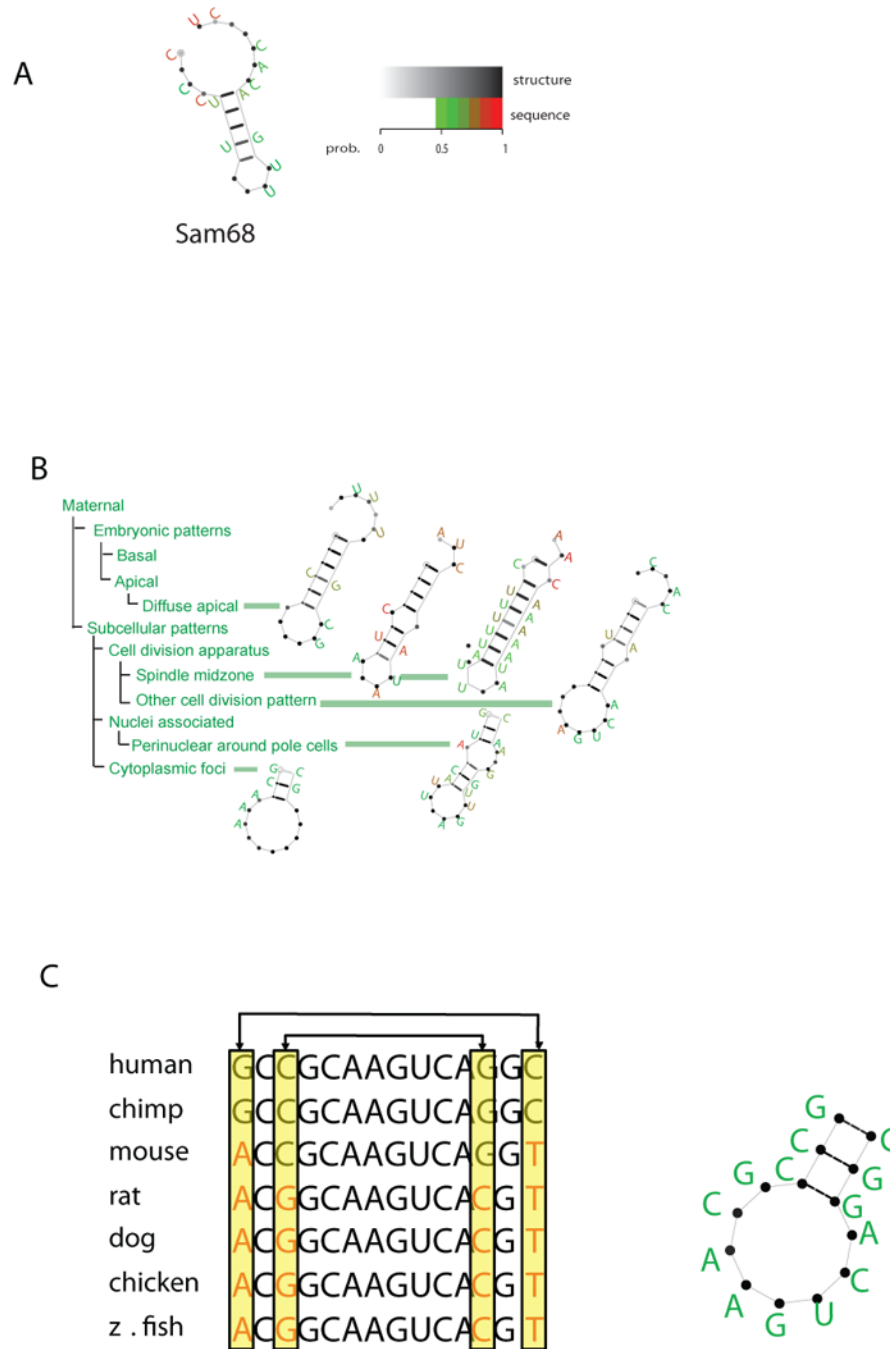 A
structure
sequence
prob.
0
0.5
1
U C
C A C A
C C C U
U G U U
Sam68
B
Maternal
Embryonic patterns
Basal
Apical
Diffuse apical
Subcellular patterns
Cell division apparatus
Spindle midzone
Other cell division pattern
Nuclei associated
Perinuclear around pole cells
Cytoplasmic foci
C
human GCCGCAAGUCAGGC
chimp GCCGCAAGUCAGGC
mouse ACCGCAAGUCAGGT
rat ACGGCAAGUCACGT
dog ACGGCAAGUCACGT
chicken ACGGCAAGUCACGT
z . fish ACGGCAAGUCACGT
G C C G C A A G U C A G G C